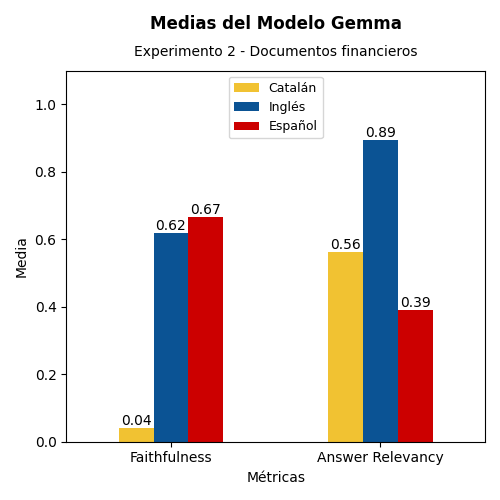 Medias del Modelo Gemma
Experimento 2 - Documentos financieros
Catalán
Inglés
Español
Media
1.0
0.8
0.6
0.4
0.2
0.0
0.04
0.62
0.67
0.56
0.89
0.39
Faithfulness
Answer Relevancy
Métricas